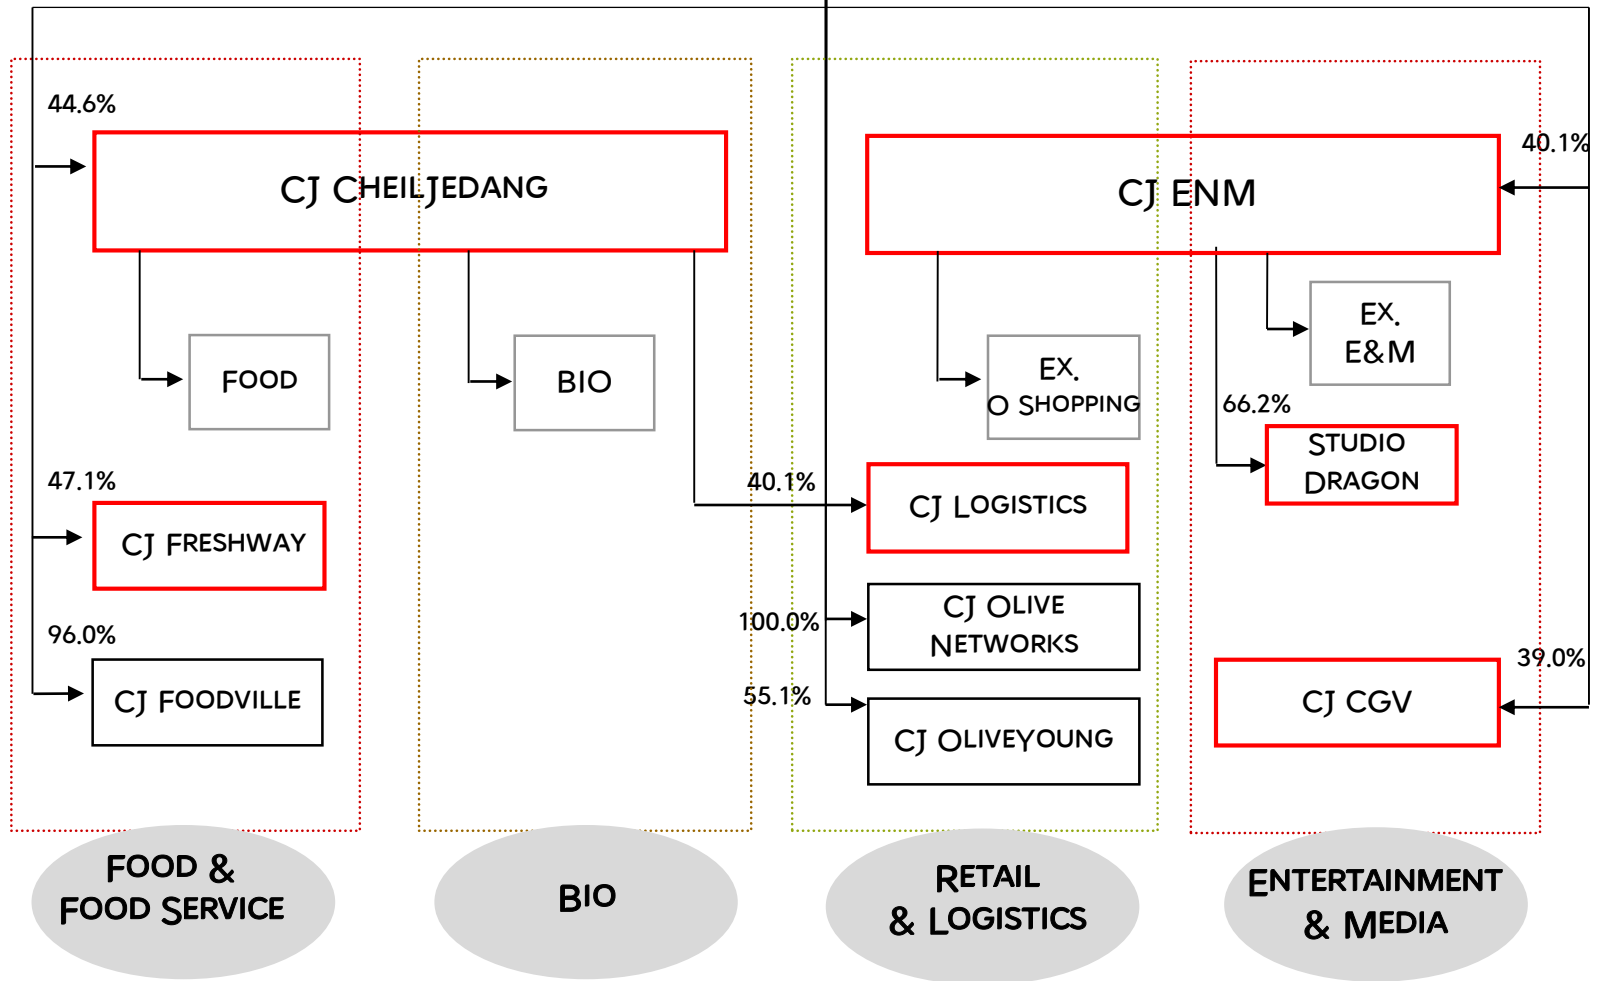 44.6%
CJ CHEILJEDANG
FOOD
BIO
47.1%
CJ FRESHWAY
96.0%
CJ FOODVILLE
40.1%
CJ ENM
EX.
O SHOPPING
EX.
E&M
66.2%
STUDIO
DRAGON
40.1%
CJ LOGISTICS
100.0%
CJ OLIVE
NETWORKS
55.1%
CJ OLIVEYOUNG
39.0%
CJ CGV
FOOD &
FOOD SERVICE
BIO
RETAIL
& LOGISTICS
ENTERTAINMENT
& MEDIA